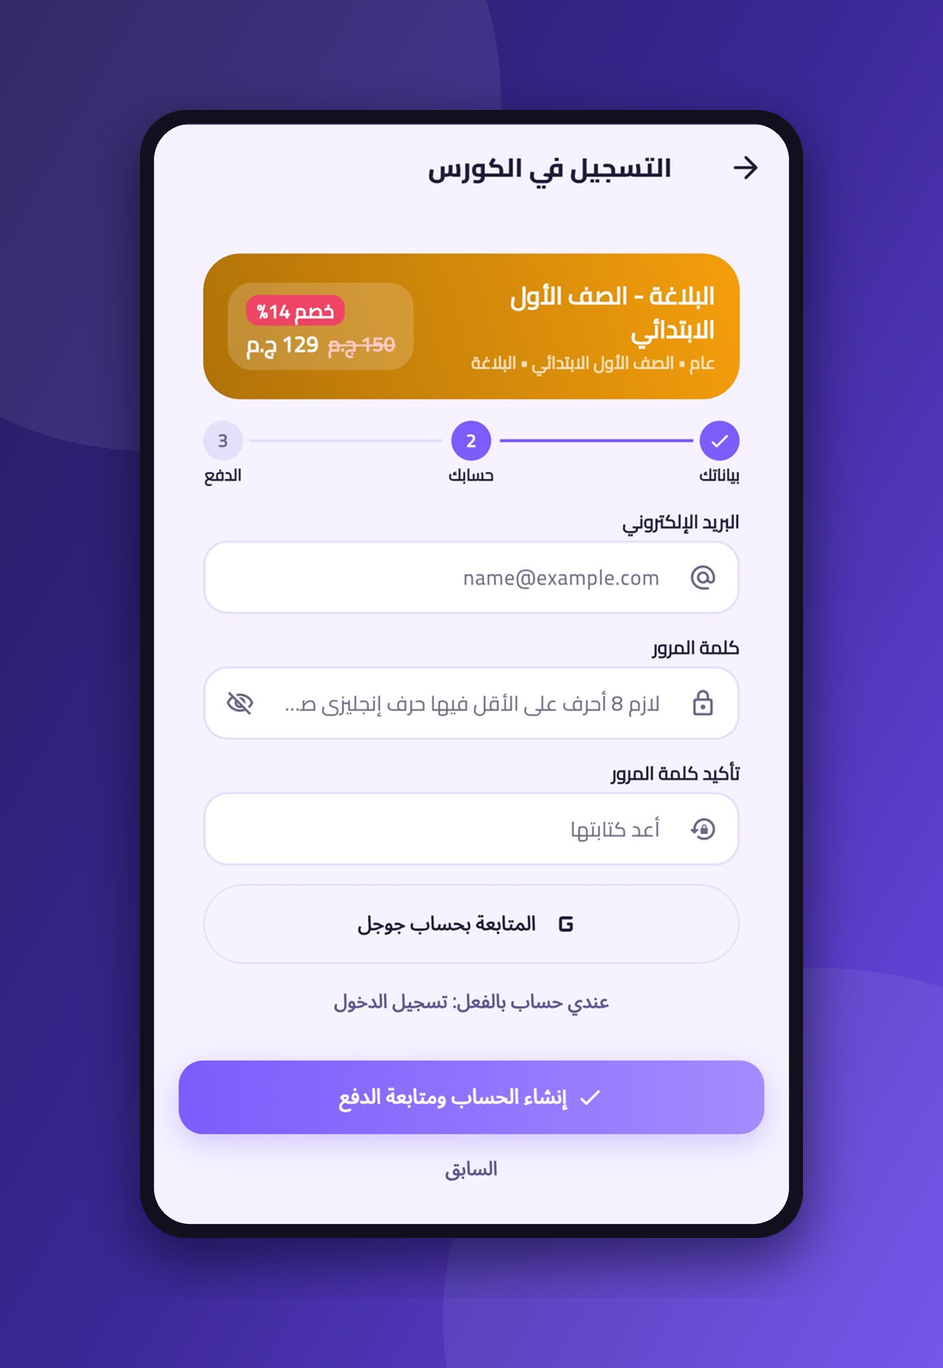 التسجيل في الكورس
البلاغة - الصف الأول
الابتدائي
عام • الصف الأول الابتدائي • البلاغة
خصم 14%
150 ج.م 129 ج.م
2
3
بياناتك
حسابك
الدفع
البريد الإلكتروني
name@example.com
كلمة المرور
لازم 8 أحرف على الأقل فيها حرف إنجليزى صـ...
تأكيد كلمة المرور
أعد كتابتها
G المتابعة بحساب جوجل
عندي حساب بالفعل: تسجيل الدخول
إنشاء الحساب ومتابعة الدفع
السابق